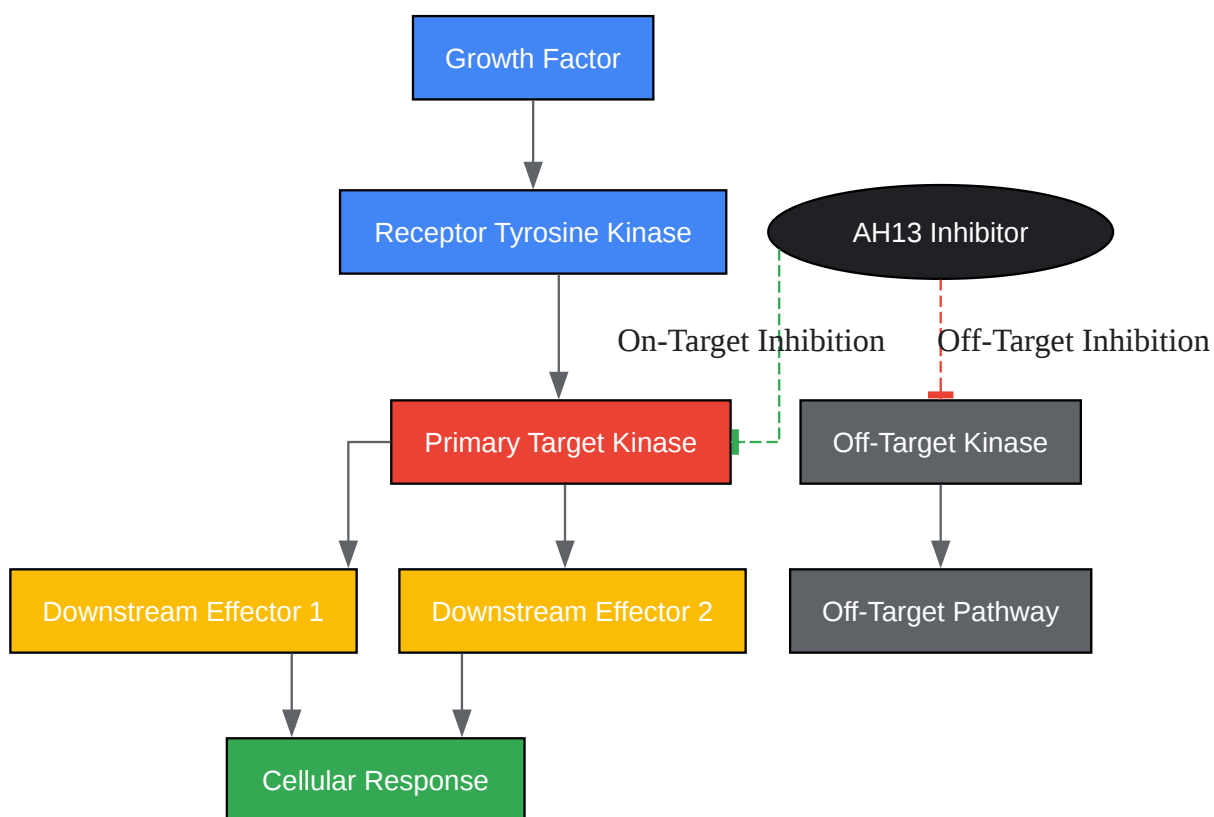 Growth Factor
Receptor Tyrosine Kinase
AH13 Inhibitor
On-Target Inhibition
Off-Target Inhibition
Primary Target Kinase
Off-Target Kinase
Downstream Effector 1
Downstream Effector 2
Off-Target Pathway
Cellular Response